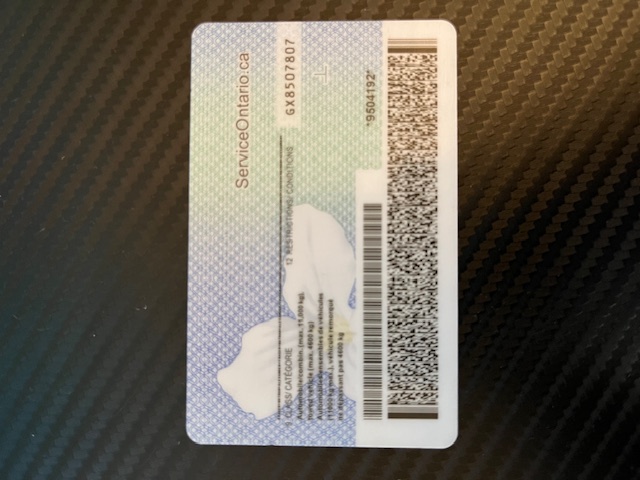 ServiceOntario.ca
9 CLASS/ CATÉGORIE
12 RESTRICTIONS/ CONDITIONS
GX8507807
Automobile/combin. (max. 11,000 kg),
towed vehicle (max. 4600 kg)
Automobile/ensembles de véhicules
(11000 kg max.), véhicule remorqué
ne dépassant pas 4600 kg
*9504192*